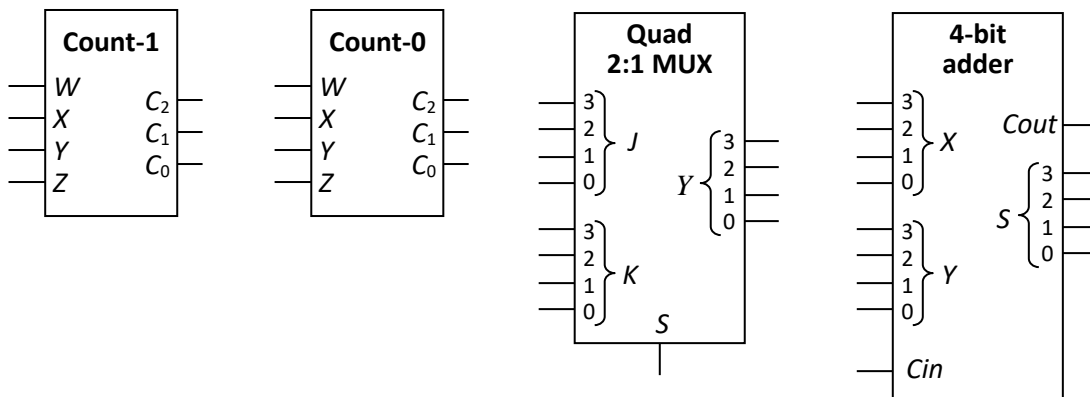 Count-1
W
X
Y
Z
C₂
C₁
C₀
Count-0
W
X
Y
Z
C₂
C₁
C₀
Quad
2:1 MUX
3
2
1
0
J
3
2
1
0
K
Y
3
2
1
0
S
4-bit
adder
3
2
1
0
X
3
2
1
0
Y
Cin
Cout
S
3
2
1
0